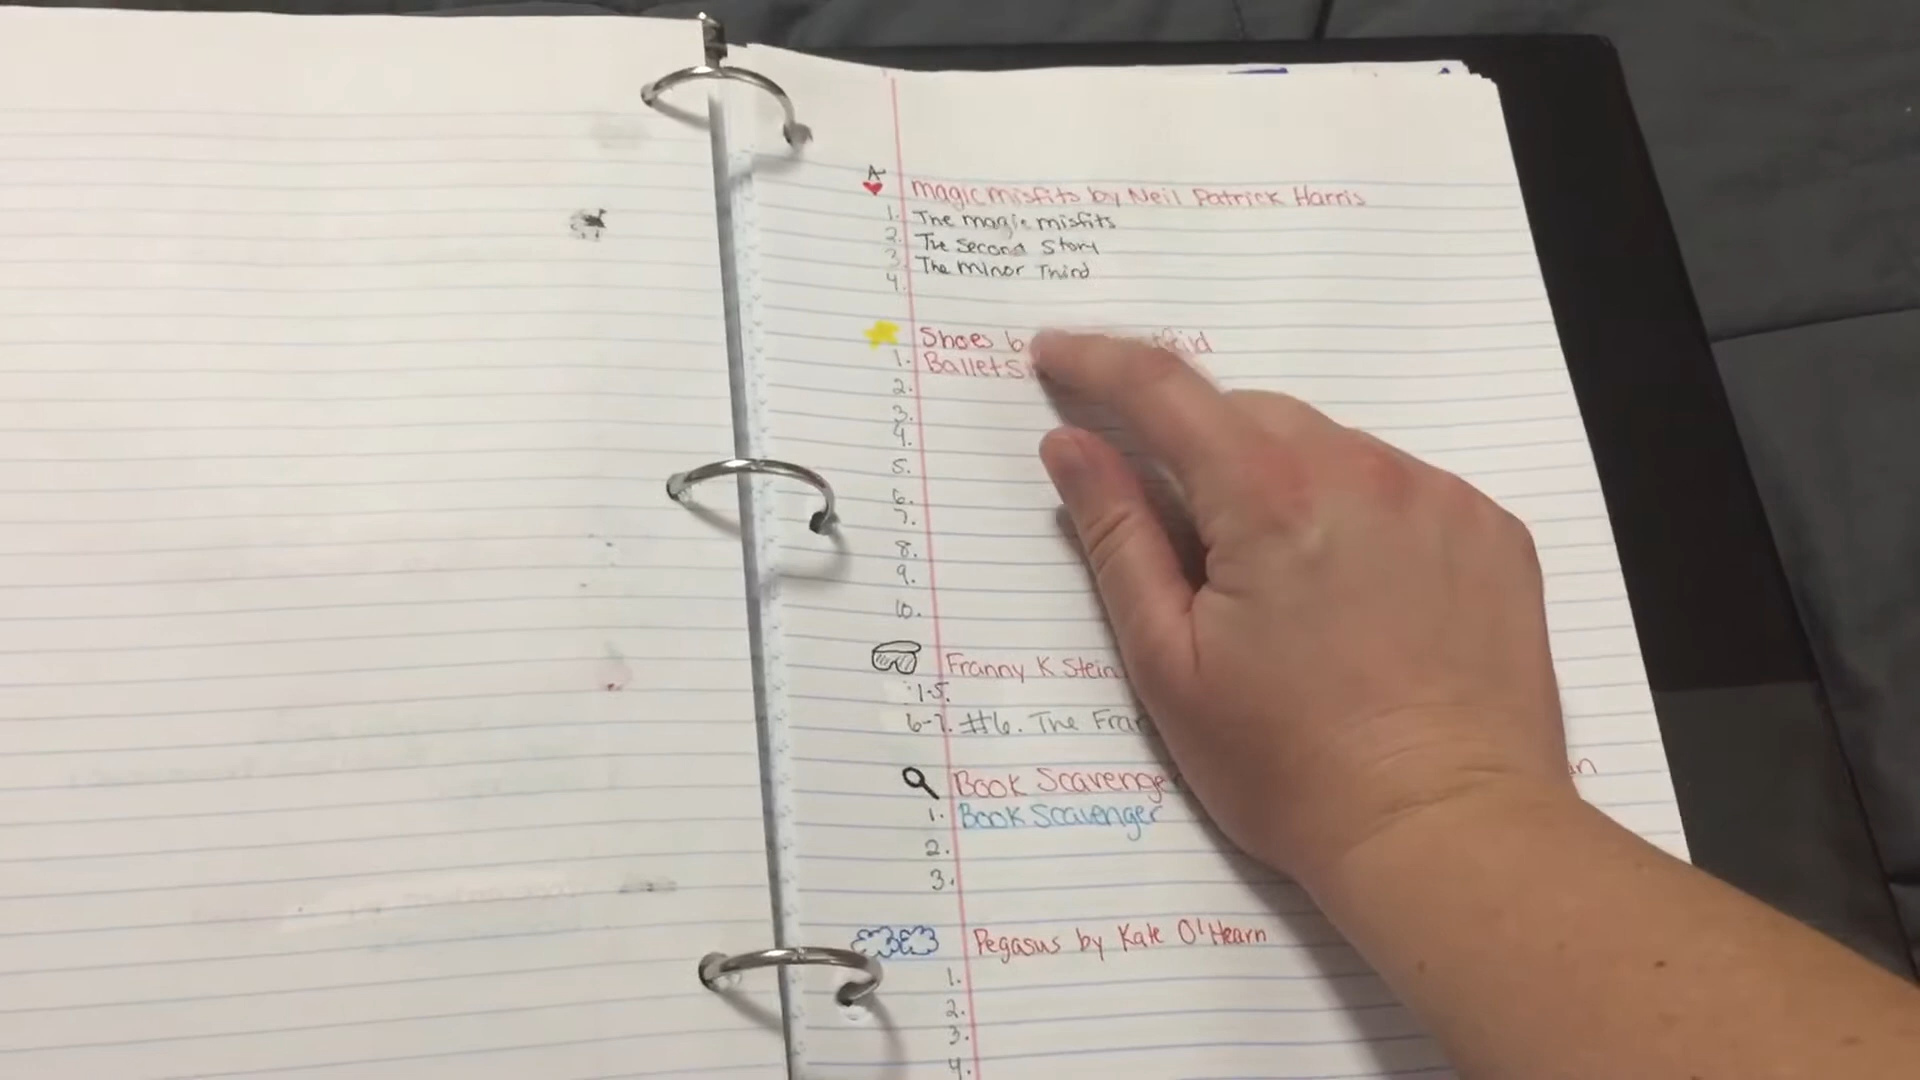 A
magic misfits by Neil Patrick Harris
1. The magic misfits
2. The Second Story
3. The minor Third
4.
Shoes
1. Ballet
2.
3.
4.
5.
6.
7.
8.
9.
10.
Franny K Stein
1-5.
6-7. #6. The
Book Scavenger
1. Book Scavenger
2.
3.
Pegasus by Kate O'Hearn
1.
2.
3.
4.